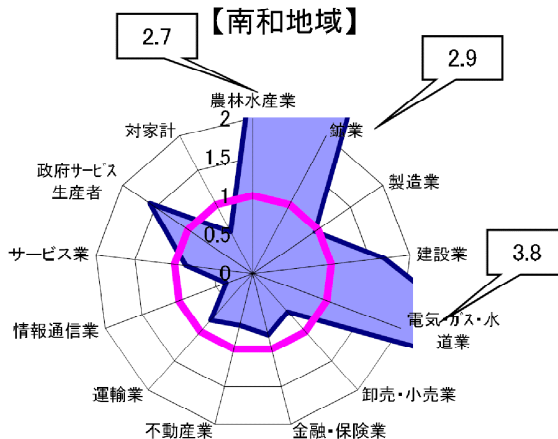 【南和地域】
2.7
2.9
農林水産業
鉱業
製造業
建設業
3.8
電気・ガス・水
道業
卸売・小売業
金融・保険業
不動産業
運輸業
情報通信業
サービス業
政府サービス
生産者
対家計
2
1.5
1
0.5
0